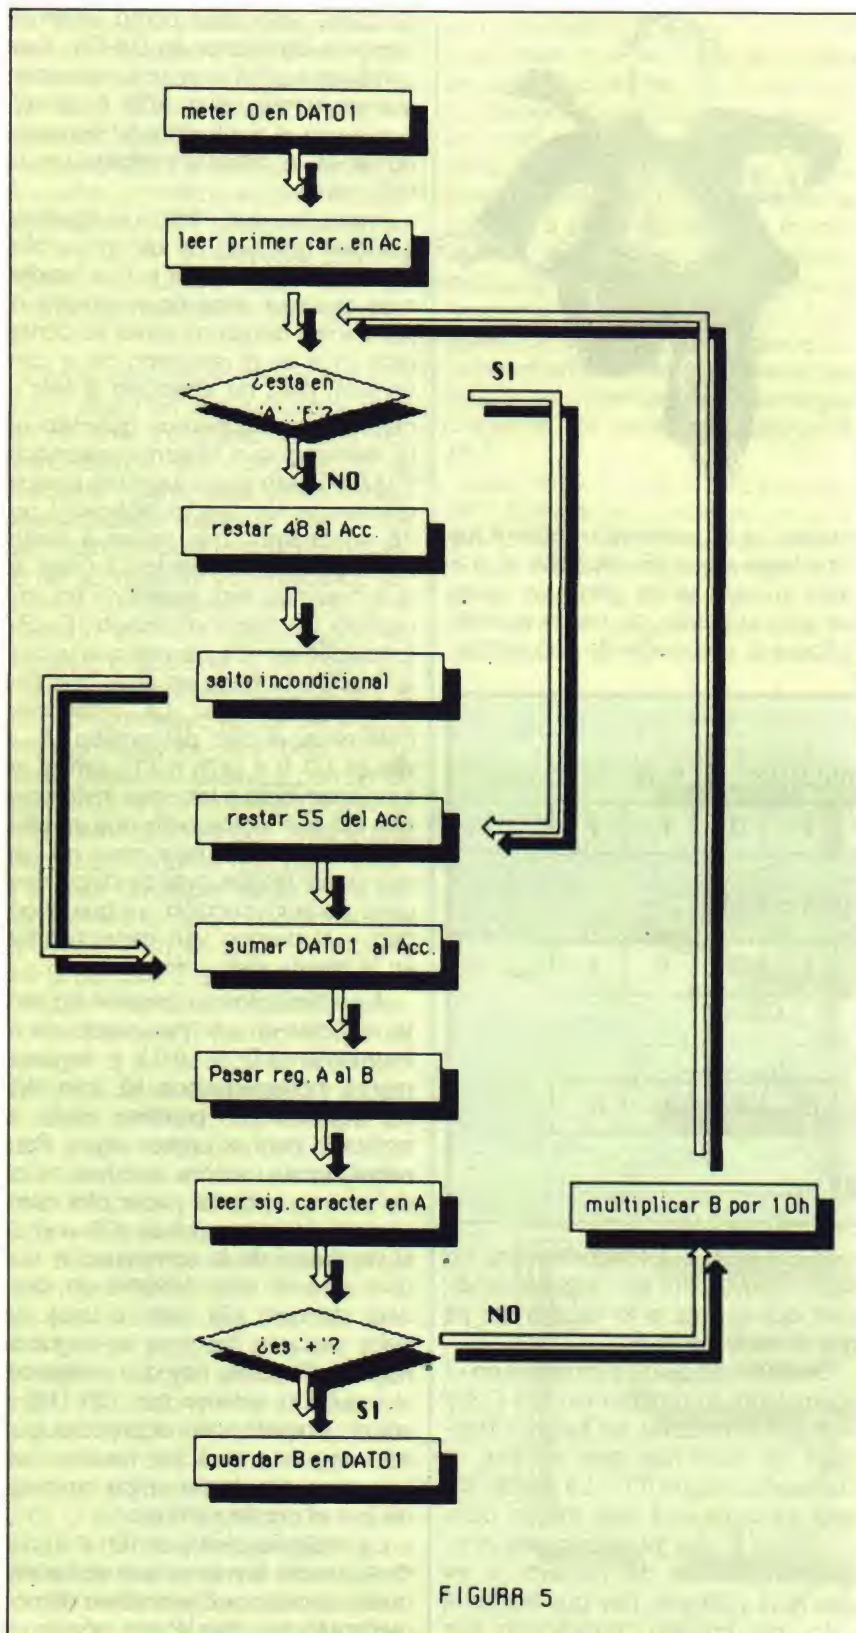 meter 0 en DATO1
leer primer car. en Ac.
¿esta en
'A'..'F'?
SI
NO
restar 48 al Acc.
salto incondicional
restar 55 del Acc.
sumar DATO1 al Acc.
Pasar reg. A al B
leer sig. caracter en A
multiplicar B por 10h
¿es '+'?
NO
SI
guardar B en DATO1
FIGURA 5